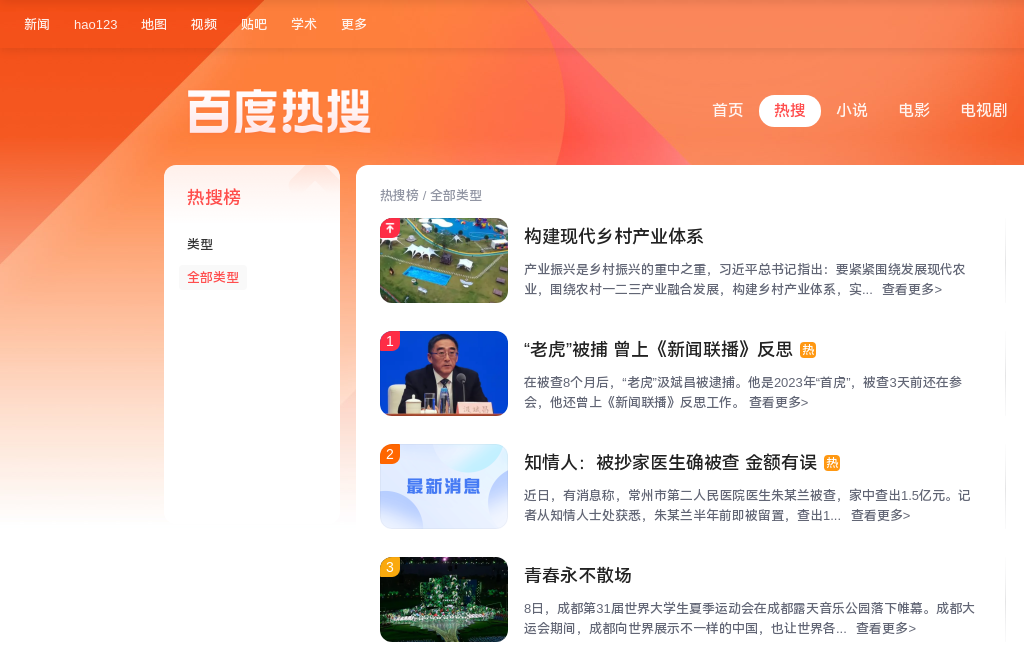 新闻 hao123 地图 视频 贴吧 学术 更多
百度热搜
首页 热搜 小说 电影 电视剧
热搜榜
类型
全部类型
热搜榜 / 全部类型
构建现代乡村产业体系
产业振兴是乡村振兴的重中之重，习近平总书记指出：要紧紧围绕发展现代农
业，围绕农村一二三产业融合发展，构建乡村产业体系，实... 查看更多>
1
“老虎”被捕 曾上《新闻联播》反思 热
在被查8个月后，“老虎”汲斌昌被逮捕。他是2023年“首虎”，被查3天前还在参
会，他还曾上《新闻联播》反思工作。 查看更多>
2
最新消息
知情人：被抄家医生确被查 金额有误 热
近日，有消息称，常州市第二人民医院医生朱某兰被查，家中查出1.5亿元。记
者从知情人士处获悉，朱某兰半年前即被留置，查出1... 查看更多>
3
青春永不散场
8日，成都第31届世界大学生夏季运动会在成都露天音乐公园落下帷幕。成都大
运会期间，成都向世界展示不一样的中国，也让世界各... 查看更多>